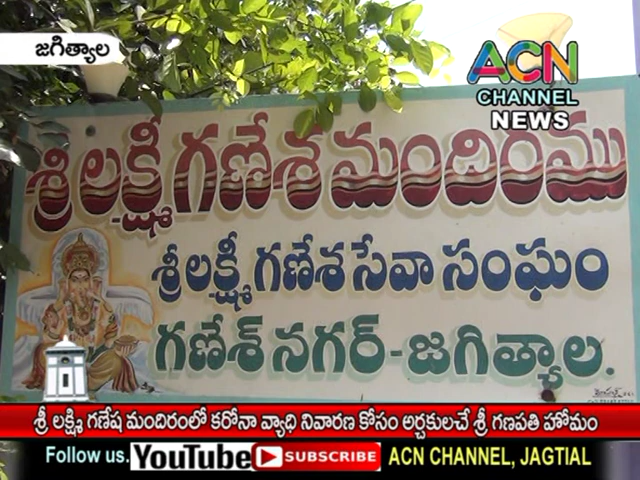 జగిత్యాల
ACN
CHANNEL
NEWS
శ్రీ లక్ష్మీ గణేశ మందిరము
శ్రీ లక్ష్మీ గణేశ సేవా సంఘం
గణేశ్ నగర్-జగిత్యాల.
శ్రీ లక్ష్మి గణేష మందిరంలో కరోనా వ్యాధి నివారణ కోసం అర్చకులచే శ్రీ గణపతి హోమం
Follow us. YouTube SUBSCRIBE ACN CHANNEL, JAGTIAL